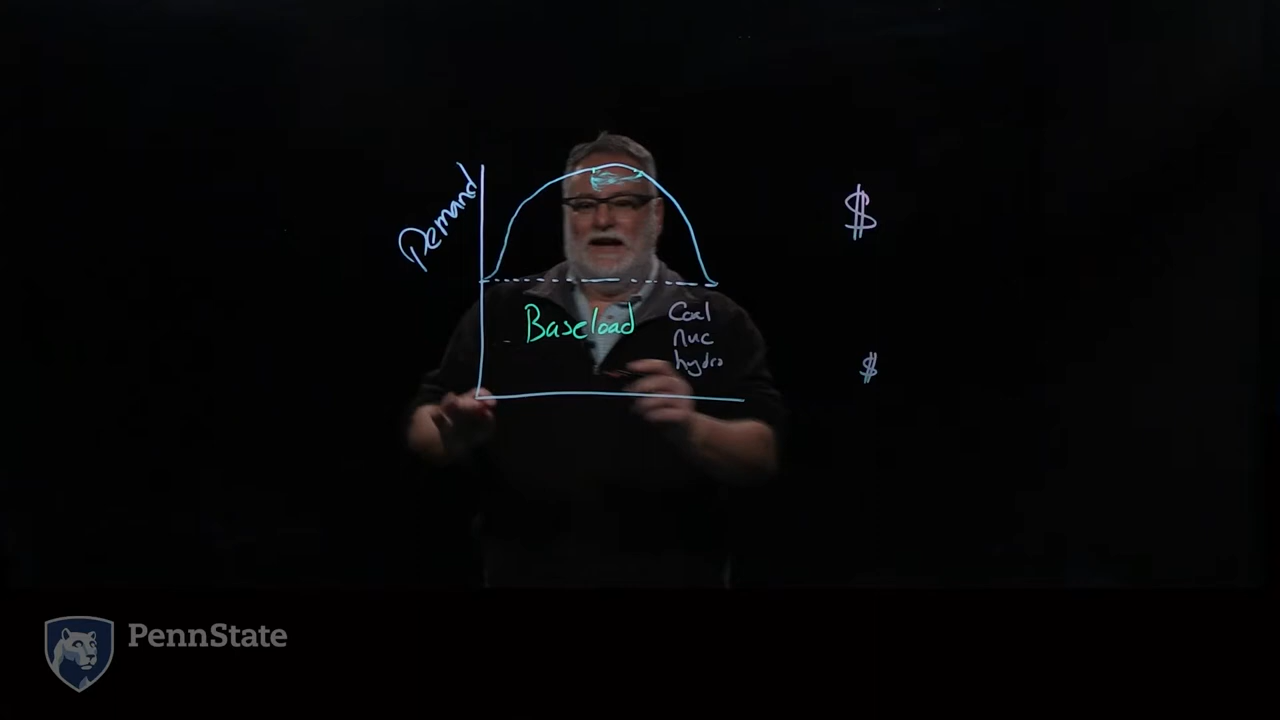 Demand
$
Baseload
Coal
nuc
hydro
$
PennState